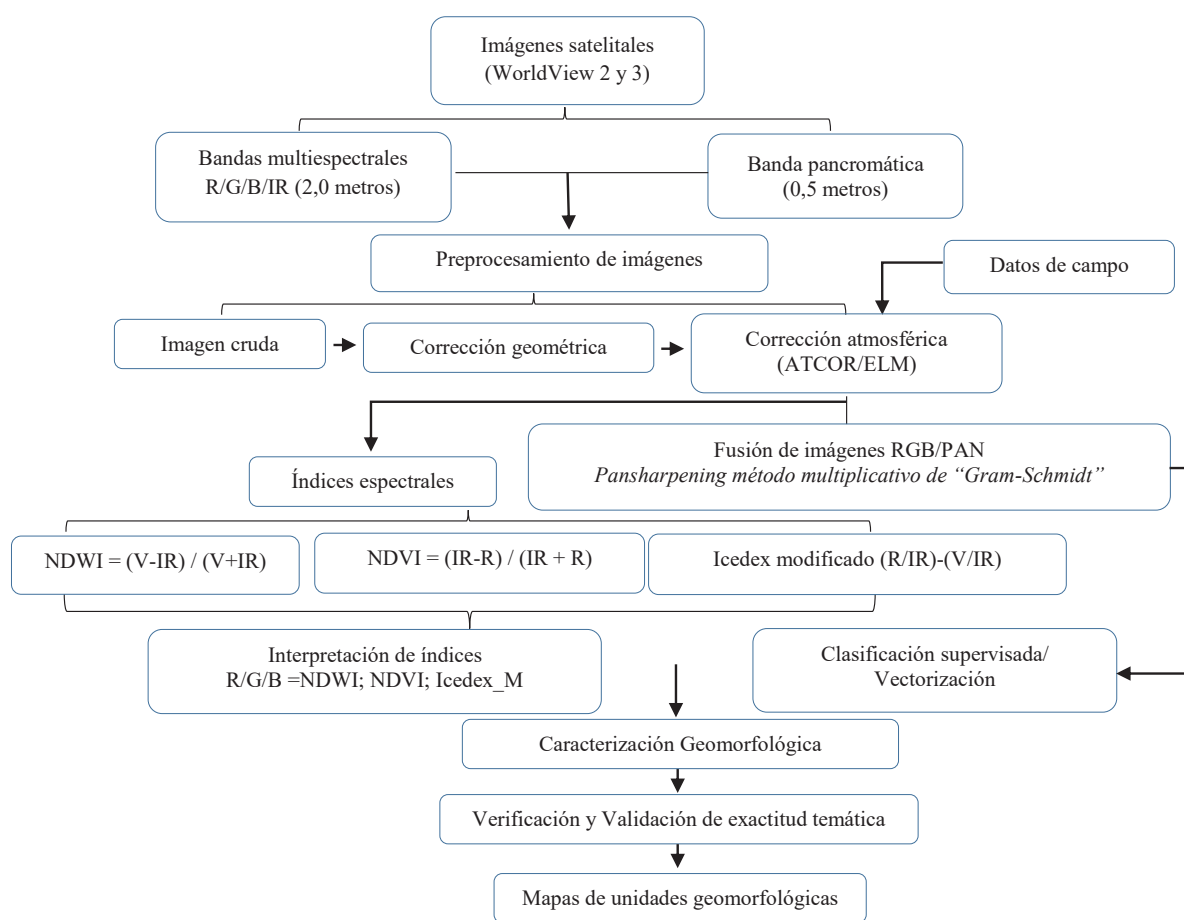 Imágenes satelitales
(WorldView 2 y 3)
Bandas multiespectrales
R/G/B/IR (2,0 metros)
Banda pancromática
(0,5 metros)
Preprocesamiento de imágenes
Datos de campo
Imagen cruda
Corrección geométrica
Corrección atmosférica
(ATCOR/ELM)
Fusión de imágenes RGB/PAN
Pansharpening método multiplicativo de “Gram-Schmidt”
Índices espectrales
NDWI = (V-IR) / (V+IR)
NDVI = (IR-R) / (IR + R)
Icedex modificado (R/IR)-(V/IR)
Interpretación de índices
R/G/B =NDWI; NDVI; Icedex_M
Clasificación supervisada/
Vectorización
Caracterización Geomorfológica
Verificación y Validación de exactitud temática
Mapas de unidades geomorfológicas